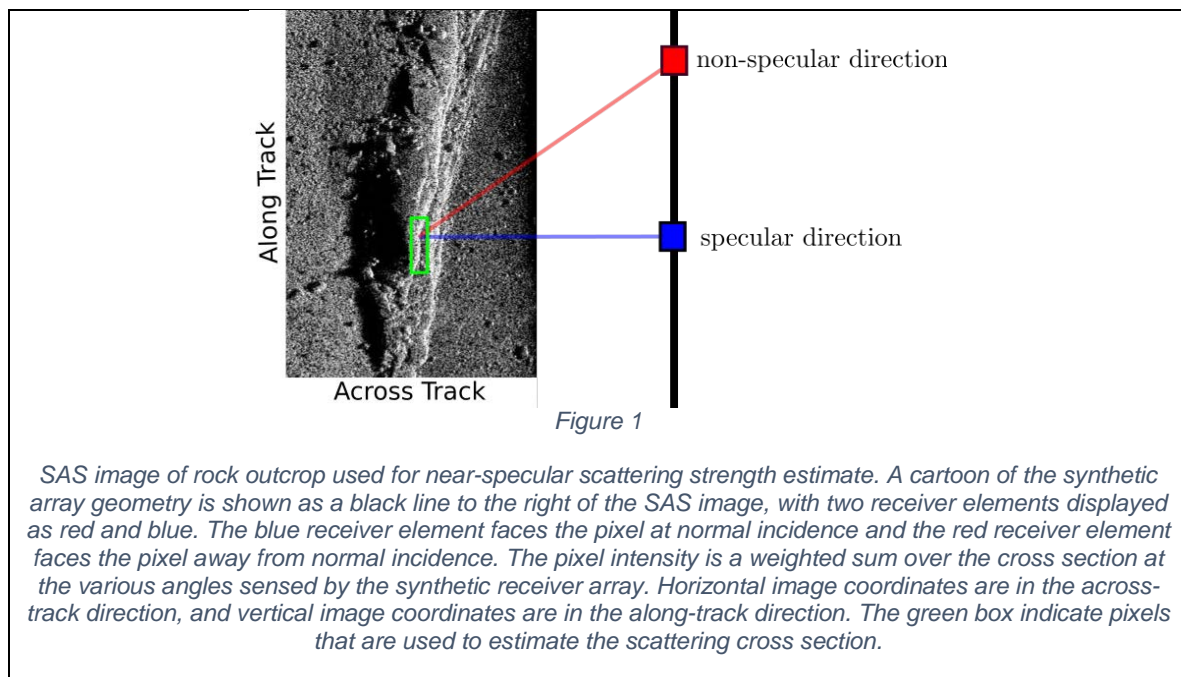 non-specular direction
Along Track
specular direction
Across Track
Figure 1
SAS image of rock outcrop used for near-specular scattering strength estimate. A cartoon of the synthetic
array geometry is shown as a black line to the right of the SAS image, with two receiver elements displayed
as red and blue. The blue receiver element faces the pixel at normal incidence and the red receiver element
faces the pixel away from normal incidence. The pixel intensity is a weighted sum over the cross section at
the various angles sensed by the synthetic receiver array. Horizontal image coordinates are in the across-
track direction, and vertical image coordinates are in the along-track direction. The green box indicate pixels
that are used to estimate the scattering cross section.